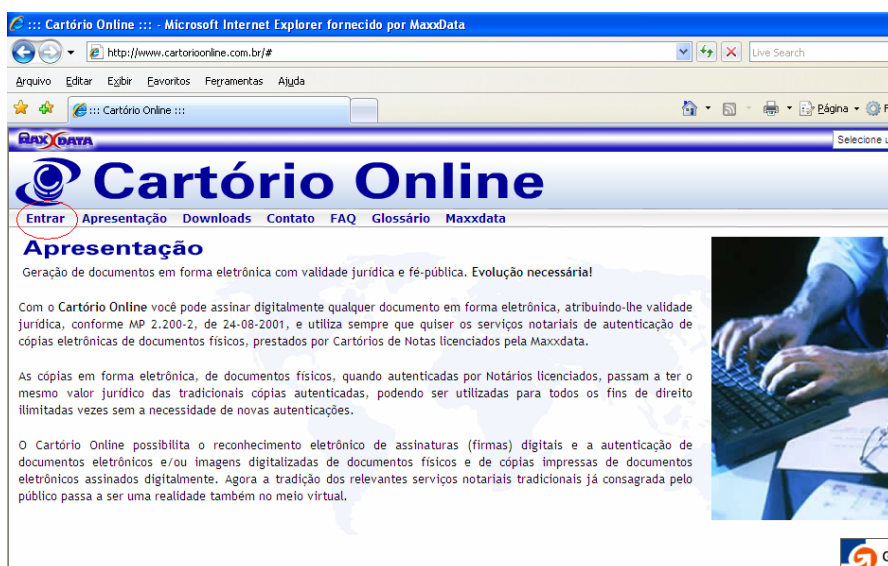 ::: Cartório Online ::: - Microsoft Internet Explorer fornecido por MaxxData
http://www.cartorioonline.com.br/#
Live Search
Arquivo Editar Exibir Favoritos Ferramentas Ajuda
::: Cartório Online :::
Página
MAXXDATA
Selecione
Cartório Online
Entrar Apresentação Downloads Contato FAQ Glossário Maxxdata
Apresentação
Geração de documentos em forma eletrônica com validade jurídica e fé-pública. Evolução necessária!
Com o Cartório Online você pode assinar digitalmente qualquer documento em forma eletrônica, atribuindo-lhe validade
jurídica, conforme MP 2.200-2, de 24-08-2001, e utiliza sempre que quiser os serviços notariais de autenticação de
cópias eletrônicas de documentos físicos, prestados por Cartórios de Notas licenciados pela Maxxdata.
As cópias em forma eletrônica, de documentos físicos, quando autenticadas por Notários licenciados, passam a ter o
mesmo valor jurídico das tradicionais cópias autenticadas, podendo ser utilizadas para todos os fins de direito
ilimitadas vezes sem a necessidade de novas autenticações.
O Cartório Online possibilita o reconhecimento eletrônico de assinaturas (firmas) digitais e a autenticação de
documentos eletrônicos e/ou imagens digitalizadas de documentos físicos e de cópias impressas de documentos
eletrônicos assinados digitalmente. Agora a tradição dos relevantes serviços notariais tradicionais já consagrada pelo
público passa a ser uma realidade também no meio virtual.